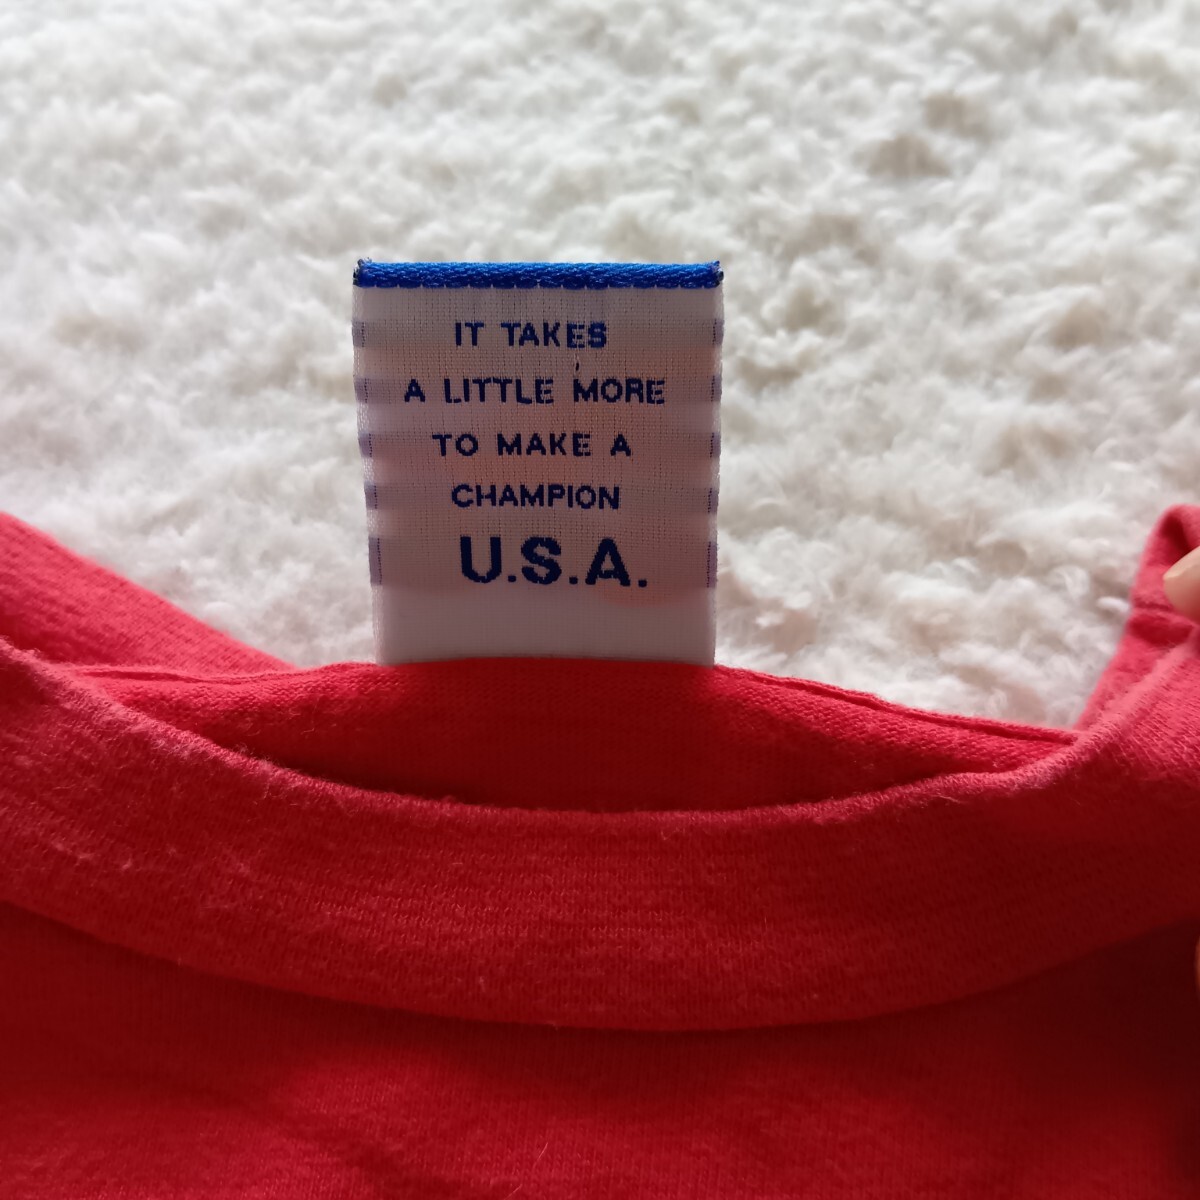 IT TAKES
A LITTLE MORE
TO MAKE A
CHAMPION
U.S.A.